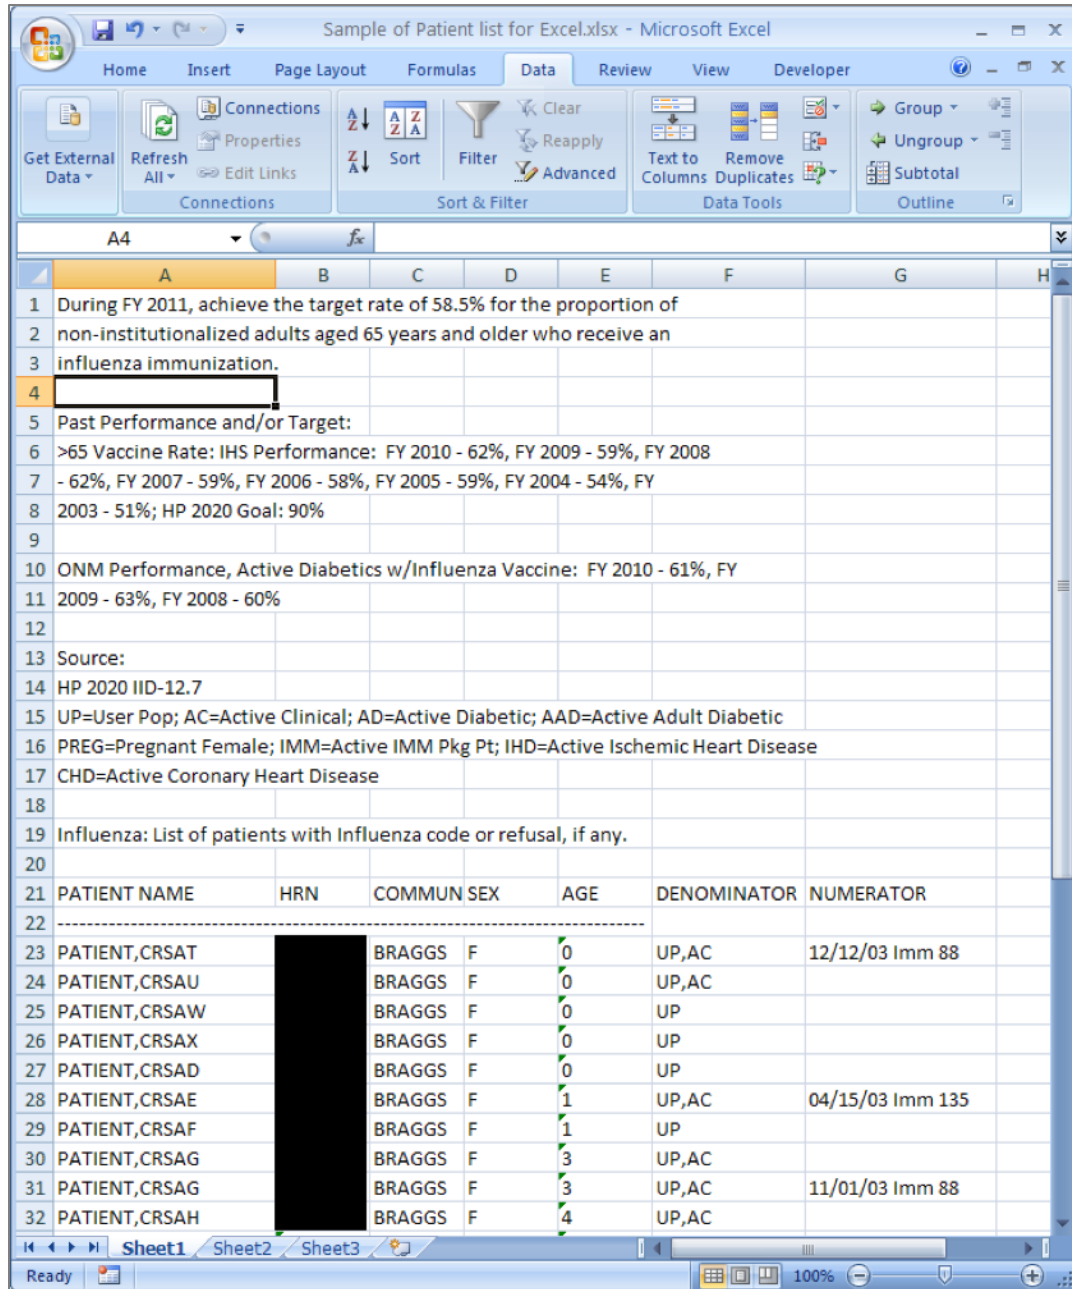 Sample of Patient list for Excel.xlsx - Microsoft Excel
Home Insert Page Layout Formulas Data Review View Developer
Get External Data
Refresh All
Connections
Properties
Edit Links
Connections
Sort
Filter
Clear
Reapply
Advanced
Sort & Filter
Text to Columns
Remove Duplicates
Data Tools
Group
Ungroup
Subtotal
Outline
A4 fx
A B C D E F G H
1 During FY 2011, achieve the target rate of 58.5% for the proportion of
2 non-institutionalized adults aged 65 years and older who receive an
3 influenza immunization.
4
5 Past Performance and/or Target:
6 >65 Vaccine Rate: IHS Performance: FY 2010 - 62%, FY 2009 - 59%, FY 2008
7 - 62%, FY 2007 - 59%, FY 2006 - 58%, FY 2005 - 59%, FY 2004 - 54%, FY
8 2003 - 51%; HP 2020 Goal: 90%
9
10 ONM Performance, Active Diabetics w/Influenza Vaccine: FY 2010 - 61%, FY
11 2009 - 63%, FY 2008 - 60%
12
13 Source:
14 HP 2020 IID-12.7
15 UP=User Pop; AC=Active Clinical; AD=Active Diabetic; AAD=Active Adult Diabetic
16 PREG=Pregnant Female; IMM=Active IMM Pkg Pt; IHD=Active Ischemic Heart Disease
17 CHD=Active Coronary Heart Disease
18
19 Influenza: List of patients with Influenza code or refusal, if any.
20
21 PATIENT NAME HRN COMMUN SEX AGE DENOMINATOR NUMERATOR
22 --------------------------------------------------------------------------------
23 PATIENT,CRSAT BRAGGS F 0 UP,AC 12/12/03 Imm 88
24 PATIENT,CRSAU BRAGGS F 0 UP,AC
25 PATIENT,CRSAW BRAGGS F 0 UP
26 PATIENT,CRSAX BRAGGS F 0 UP
27 PATIENT,CRSAD BRAGGS F 0 UP
28 PATIENT,CRSAE BRAGGS F 1 UP,AC 04/15/03 Imm 135
29 PATIENT,CRSAF BRAGGS F 1 UP
30 PATIENT,CRSAG BRAGGS F 3 UP,AC
31 PATIENT,CRSAG BRAGGS F 3 UP,AC 11/01/03 Imm 88
32 PATIENT,CRSAH BRAGGS F 4 UP,AC
Sheet1 Sheet2 Sheet3
Ready 100%